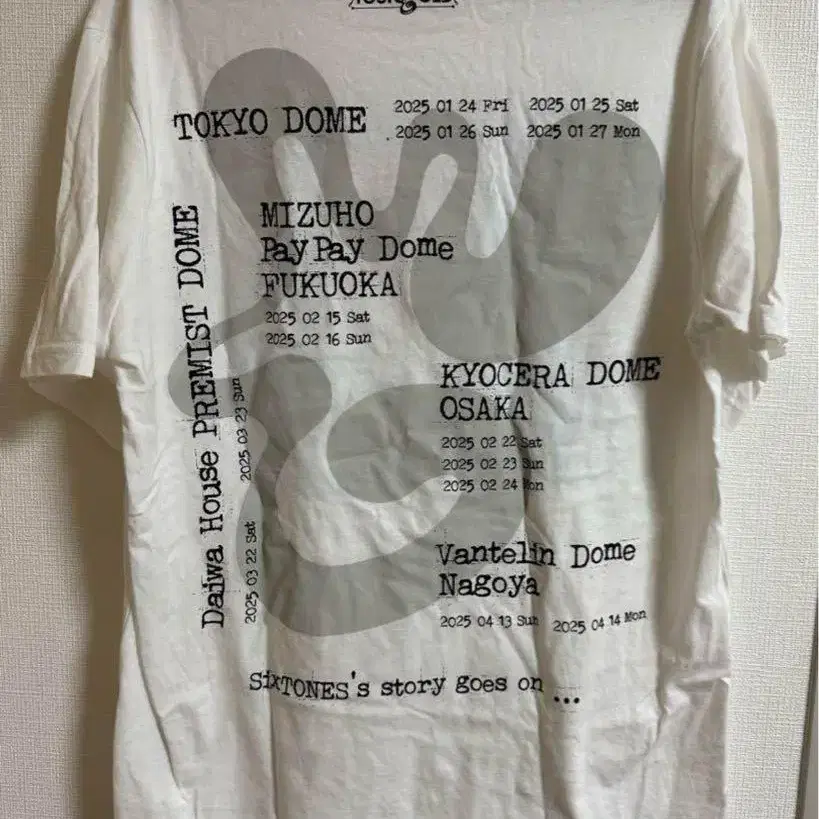 TOKYO DOME
2025 01 24 Fri 2025 01 25 Sat
2025 01 26 Sun 2025 01 27 Mon
MIZUHO
PayPay Dome
FUKUOKA
2025 02 15 Sat
2025 02 16 Sun
Daiwa House PREMIST DOME
2025 03 22 Sat 2025 03 23 Sun
KYOCERA DOME
OSAKA
2025 02 22 Sat
2025 02 23 Sun
2025 02 24 Mon
Vantelin Dome
Nagoya
2025 04 13 Sun 2025 04 14 Mon
SixTONES's story goes on ...